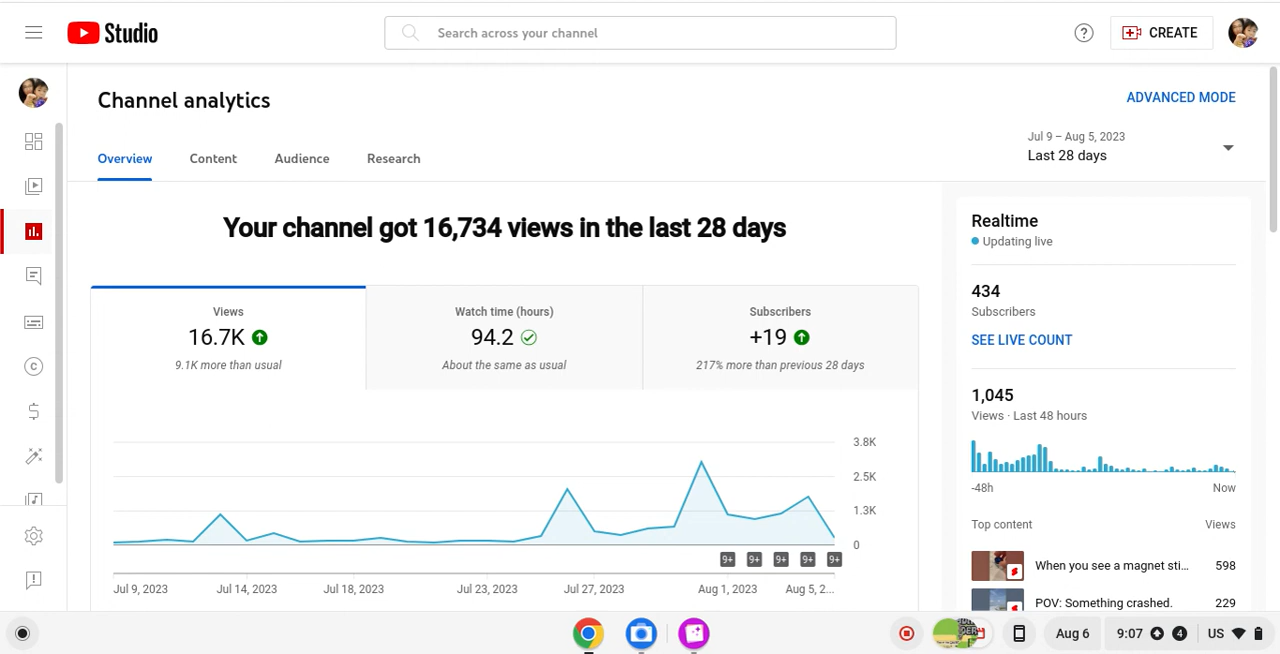 Studio
Search across your channel
?
CREATE
Channel analytics
ADVANCED MODE
Jul 9 – Aug 5, 2023
Last 28 days
Overview
Content
Audience
Research
Your channel got 16,734 views in the last 28 days
Views
16.7K
9.1K more than usual
Watch time (hours)
94.2
About the same as usual
Subscribers
+19
217% more than previous 28 days
3.8K
2.5K
1.3K
0
9+ 9+ 9+ 9+ 9+
Jul 9, 2023
Jul 14, 2023
Jul 18, 2023
Jul 23, 2023
Jul 27, 2023
Aug 1, 2023
Aug 5, 2...
Realtime
Updating live
434
Subscribers
SEE LIVE COUNT
1,045
Views · Last 48 hours
-48h
Now
Top content
Views
When you see a magnet sti...
598
POV: Something crashed.
229
Aug 6
9:07
4
US